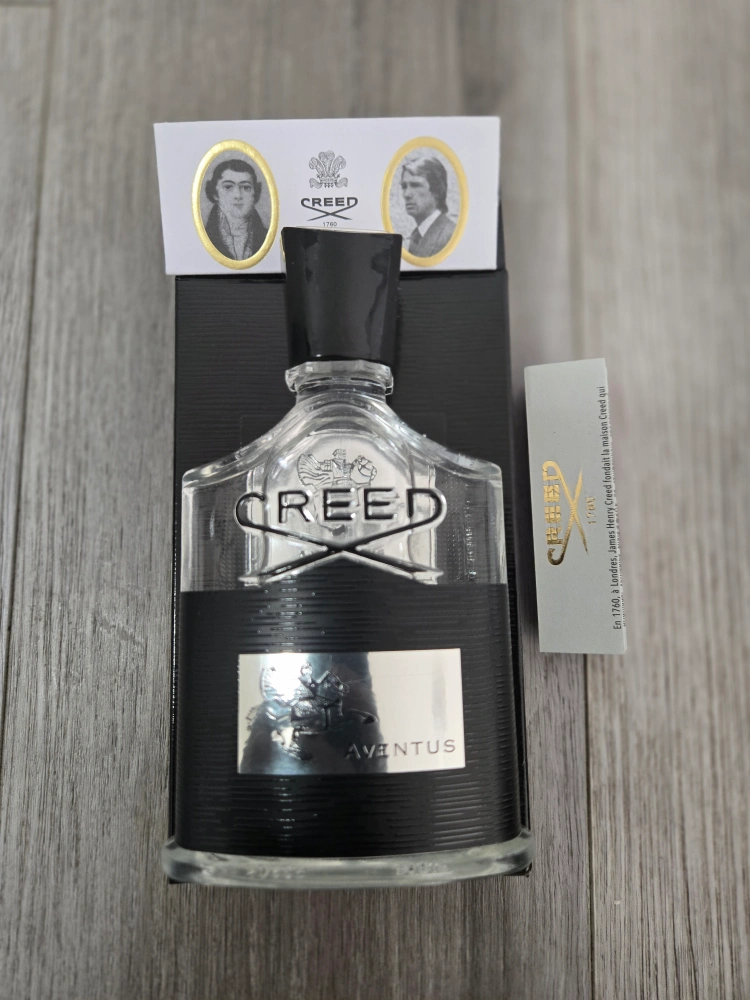 CREED
1760
CREED
AVENTUS
CREED
1760
En 1760, à Londres, James Henry Creed fondait la maison Creed qui